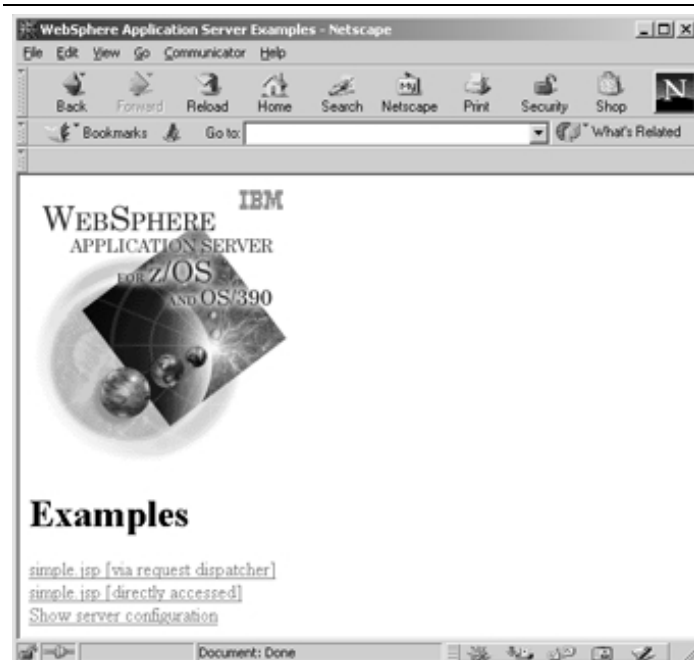 WebSphere Application Server Examples - Netscape
File Edit View Go Communicator Help
Back Forward Reload Home Search Netscape Print Security Shop N
My
Bookmarks Go to: What's Related
IBM
WEBSPHERE
APPLICATION SERVER
FOR z/OS
AND OS/390
Examples
simple.jsp [via request dispatcher]
simple.jsp [directly accessed]
Show server configuration
Document: Done